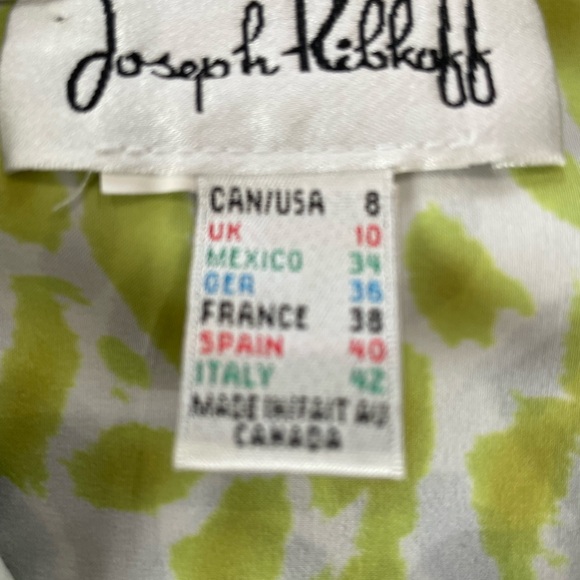 Joseph Ribkoff
CAN/USA 8
UK 10
MEXICO 34
GER 36
FRANCE 38
SPAIN 40
ITALY 42
MADE IN/FAIT AU
CANADA